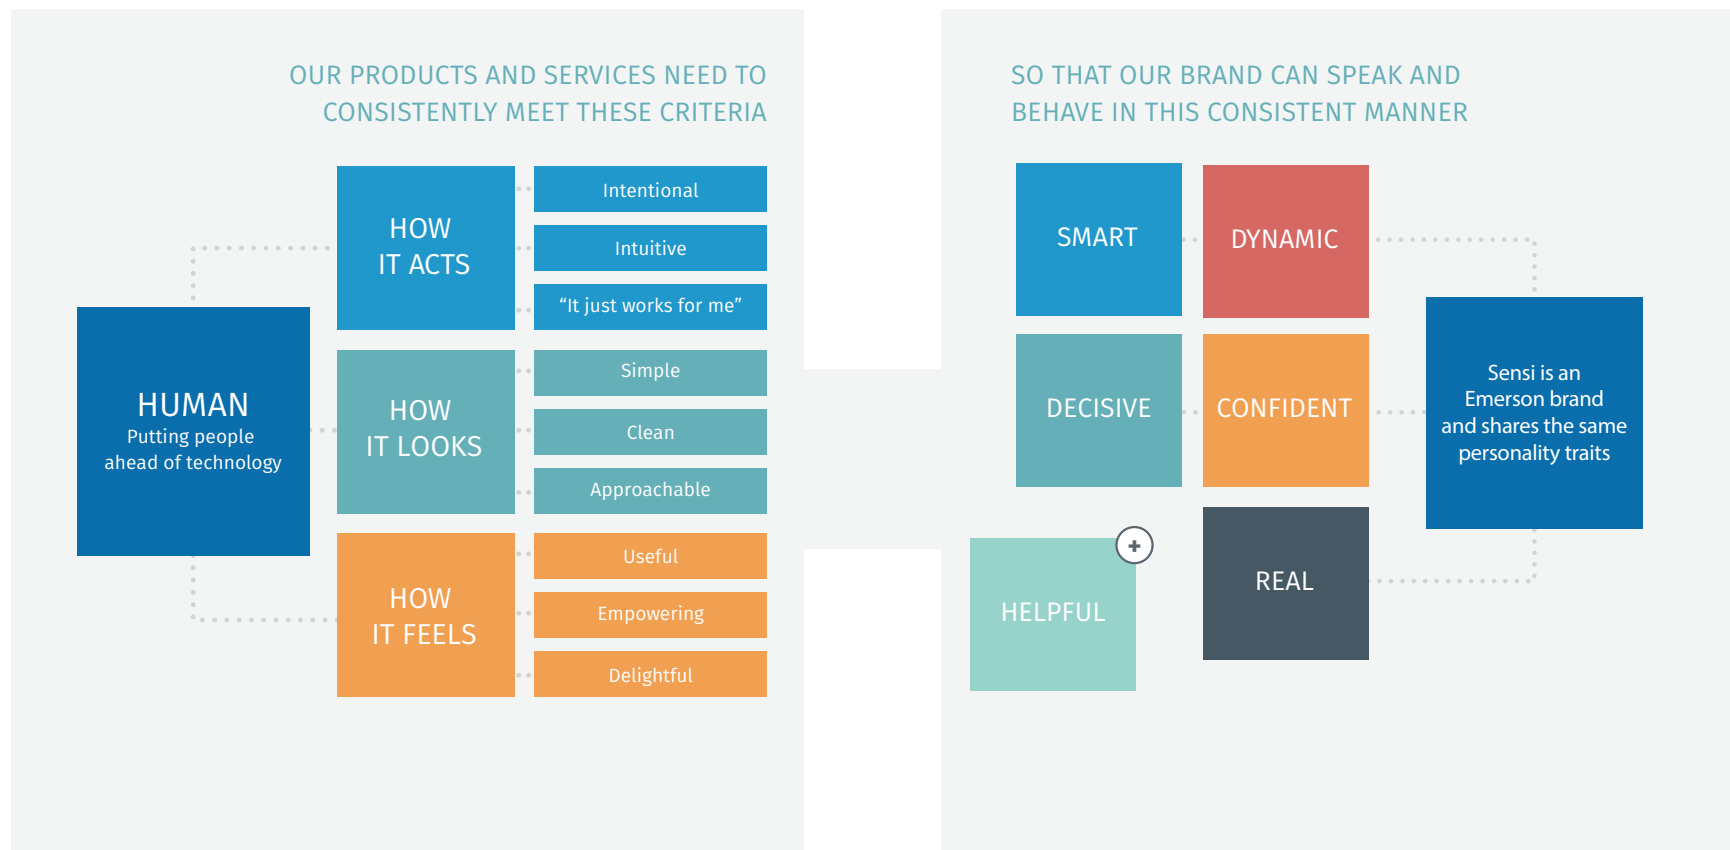 OUR PRODUCTS AND SERVICES NEED TO
CONSISTENTLY MEET THESE CRITERIA
HUMAN
Putting people
ahead of technology
HOW
IT ACTS
Intentional
Intuitive
“It just works for me”
HOW
IT LOOKS
Simple
Clean
Approachable
HOW
IT FEELS
Useful
Empowering
Delightful
SO THAT OUR BRAND CAN SPEAK AND
BEHAVE IN THIS CONSISTENT MANNER
SMART
DYNAMIC
DECISIVE
CONFIDENT
HELPFUL
+
REAL
Sensi is an
Emerson brand
and shares the same
personality traits